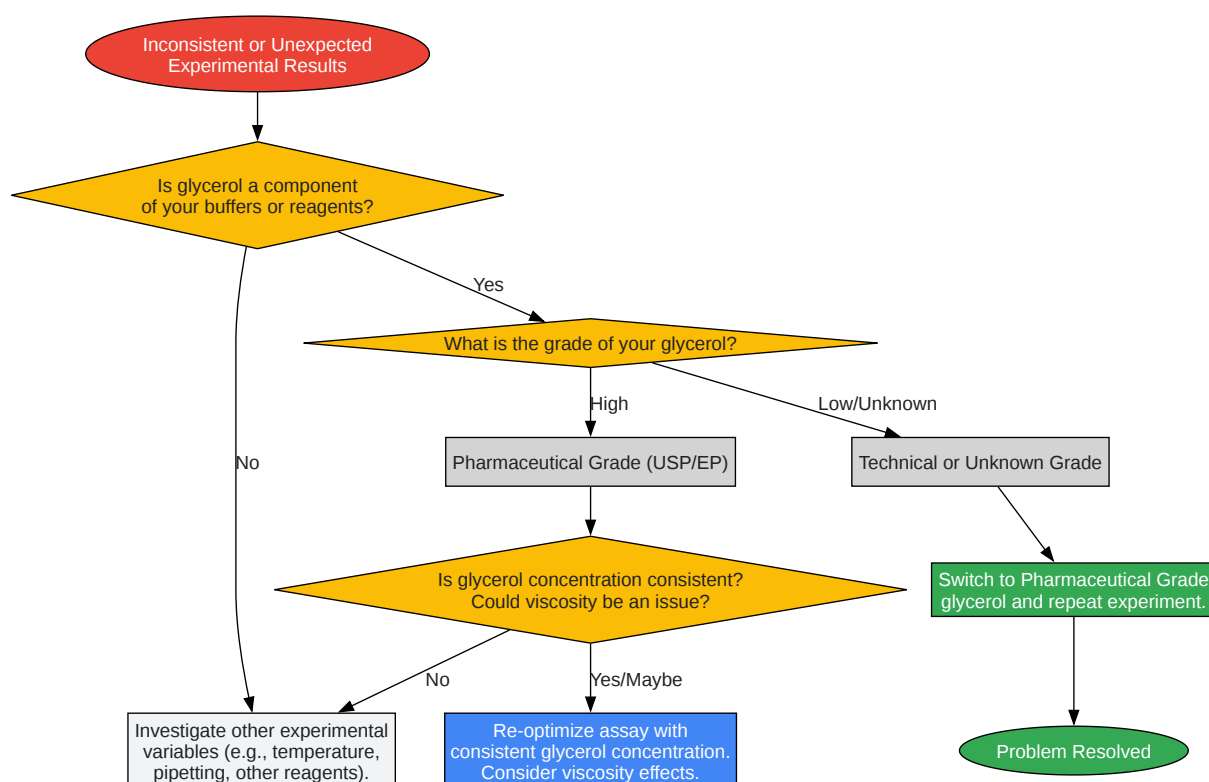 Inconsistent or Unexpected
Experimental Results
Is glycerol a component
of your buffers or reagents?
Yes
What is the grade of your glycerol?
High
Low/Unknown
No
Pharmaceutical Grade (USP/EP)
Technical or Unknown Grade
Is glycerol concentration consistent?
Could viscosity be an issue?
Switch to Pharmaceutical Grade
glycerol and repeat experiment.
No
Yes/Maybe
Investigate other experimental
variables (e.g., temperature,
pipetting, other reagents).
Re-optimize assay with
consistent glycerol concentration.
Consider viscosity effects.
Problem Resolved